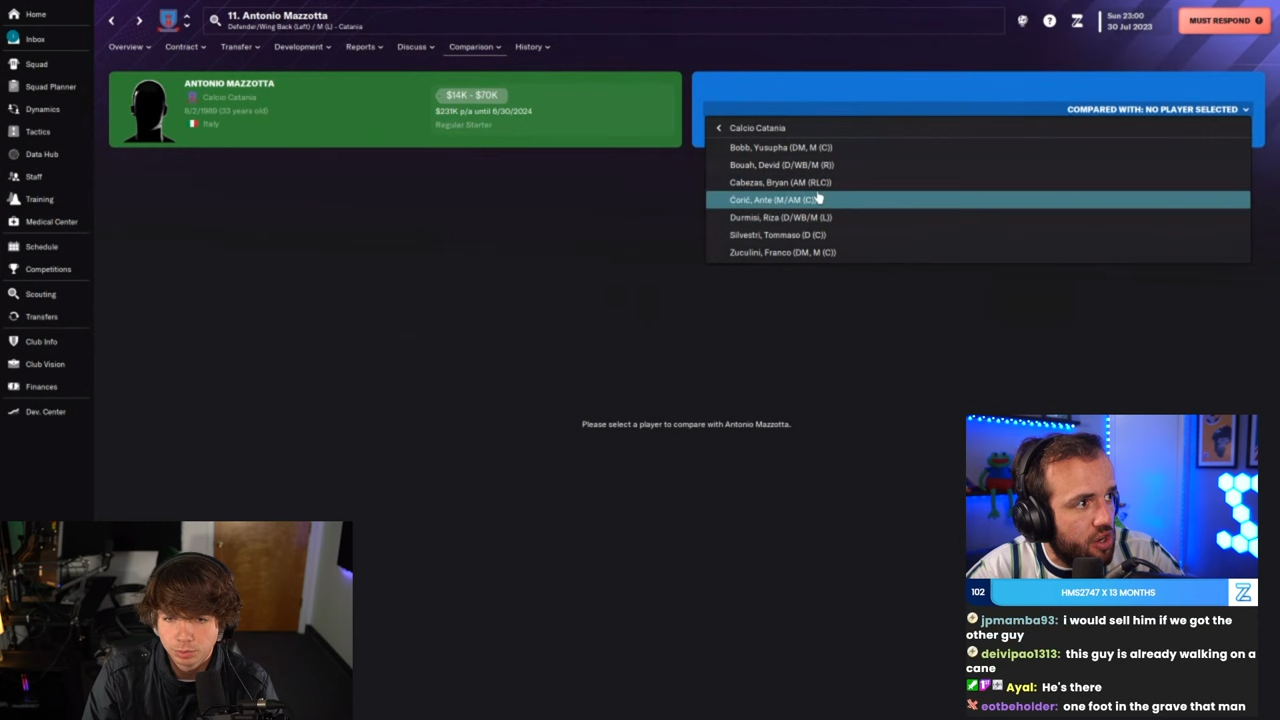 Home
Inbox
Squad
Squad Planner
Dynamics
Tactics
Data Hub
Staff
Training
Medical Center
Schedule
Competitions
Scouting
Transfers
Club Info
Club Vision
Finances
Dev. Center
11. Antonio Mazzotta
Defender/Wing Back (Left) / M (L) - Catania
Sun 23:00
30 Jul 2023
MUST RESPOND
Overview
Contract
Transfer
Development
Reports
Discuss
Comparison
History
ANTONIO MAZZOTTA
Calcio Catania
8/2/1989 (33 years old)
Italy
$14K - $70K
$231K p/a until 6/30/2024
Regular Starter
COMPARED WITH: NO PLAYER SELECTED
Calcio Catania
Bobb, Yusupha (DM, M (C))
Bouah, Devid (D/WB/M (R))
Cabezas, Bryan (AM (RLC))
Ćorić, Ante (M/AM (C))
Durmisi, Riza (D/WB/M (L))
Silvestri, Tommaso (D (C))
Zuculini, Franco (DM, M (C))
Please select a player to compare with Antonio Mazzotta.
102
HMS2747 X 13 MONTHS
jpmamba93: i would sell him if we got the
other guy
deivipao1313: this guy is already walking on a
cane
Ayal: He's there
eotbeholder: one foot in the grave that man